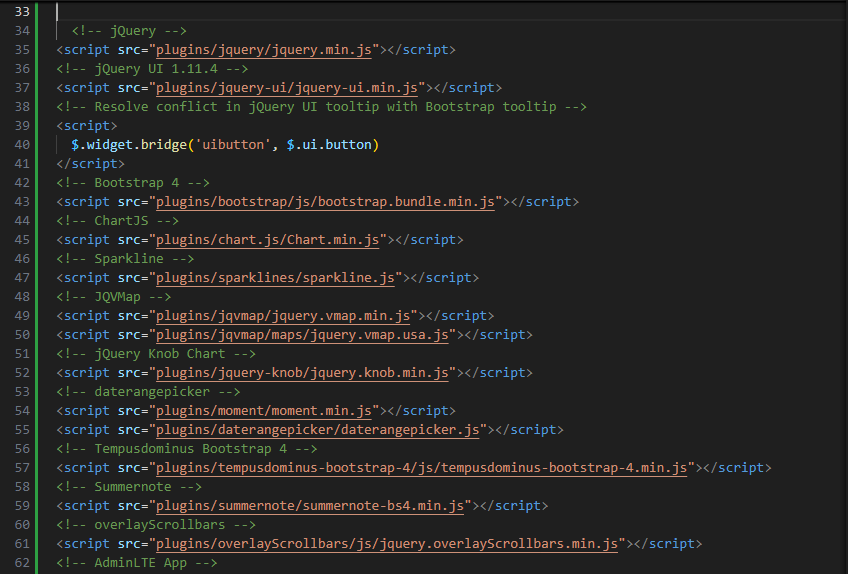 33
34 <!-- jQuery -->
35 <script src="plugins/jquery/jquery.min.js"></script>
36 <!-- jQuery UI 1.11.4 -->
37 <script src="plugins/jquery-ui/jquery-ui.min.js"></script>
38 <!-- Resolve conflict in jQuery UI tooltip with Bootstrap tooltip -->
39 <script>
40 $.widget.bridge('uibutton', $.ui.button)
41 </script>
42 <!-- Bootstrap 4 -->
43 <script src="plugins/bootstrap/js/bootstrap.bundle.min.js"></script>
44 <!-- ChartJS -->
45 <script src="plugins/chart.js/Chart.min.js"></script>
46 <!-- Sparkline -->
47 <script src="plugins/sparklines/sparkline.js"></script>
48 <!-- JQVMap -->
49 <script src="plugins/jqvmap/jquery.vmap.min.js"></script>
50 <script src="plugins/jqvmap/maps/jquery.vmap.usa.js"></script>
51 <!-- jQuery Knob Chart -->
52 <script src="plugins/jquery-knob/jquery.knob.min.js"></script>
53 <!-- daterangepicker -->
54 <script src="plugins/moment/moment.min.js"></script>
55 <script src="plugins/daterangepicker/daterangepicker.js"></script>
56 <!-- Tempusdominus Bootstrap 4 -->
57 <script src="plugins/tempusdominus-bootstrap-4/js/tempusdominus-bootstrap-4.min.js"></script>
58 <!-- Summernote -->
59 <script src="plugins/summernote/summernote-bs4.min.js"></script>
60 <!-- overlayScrollbars -->
61 <script src="plugins/overlayScrollbars/js/jquery.overlayScrollbars.min.js"></script>
62 <!-- AdminLTE App -->